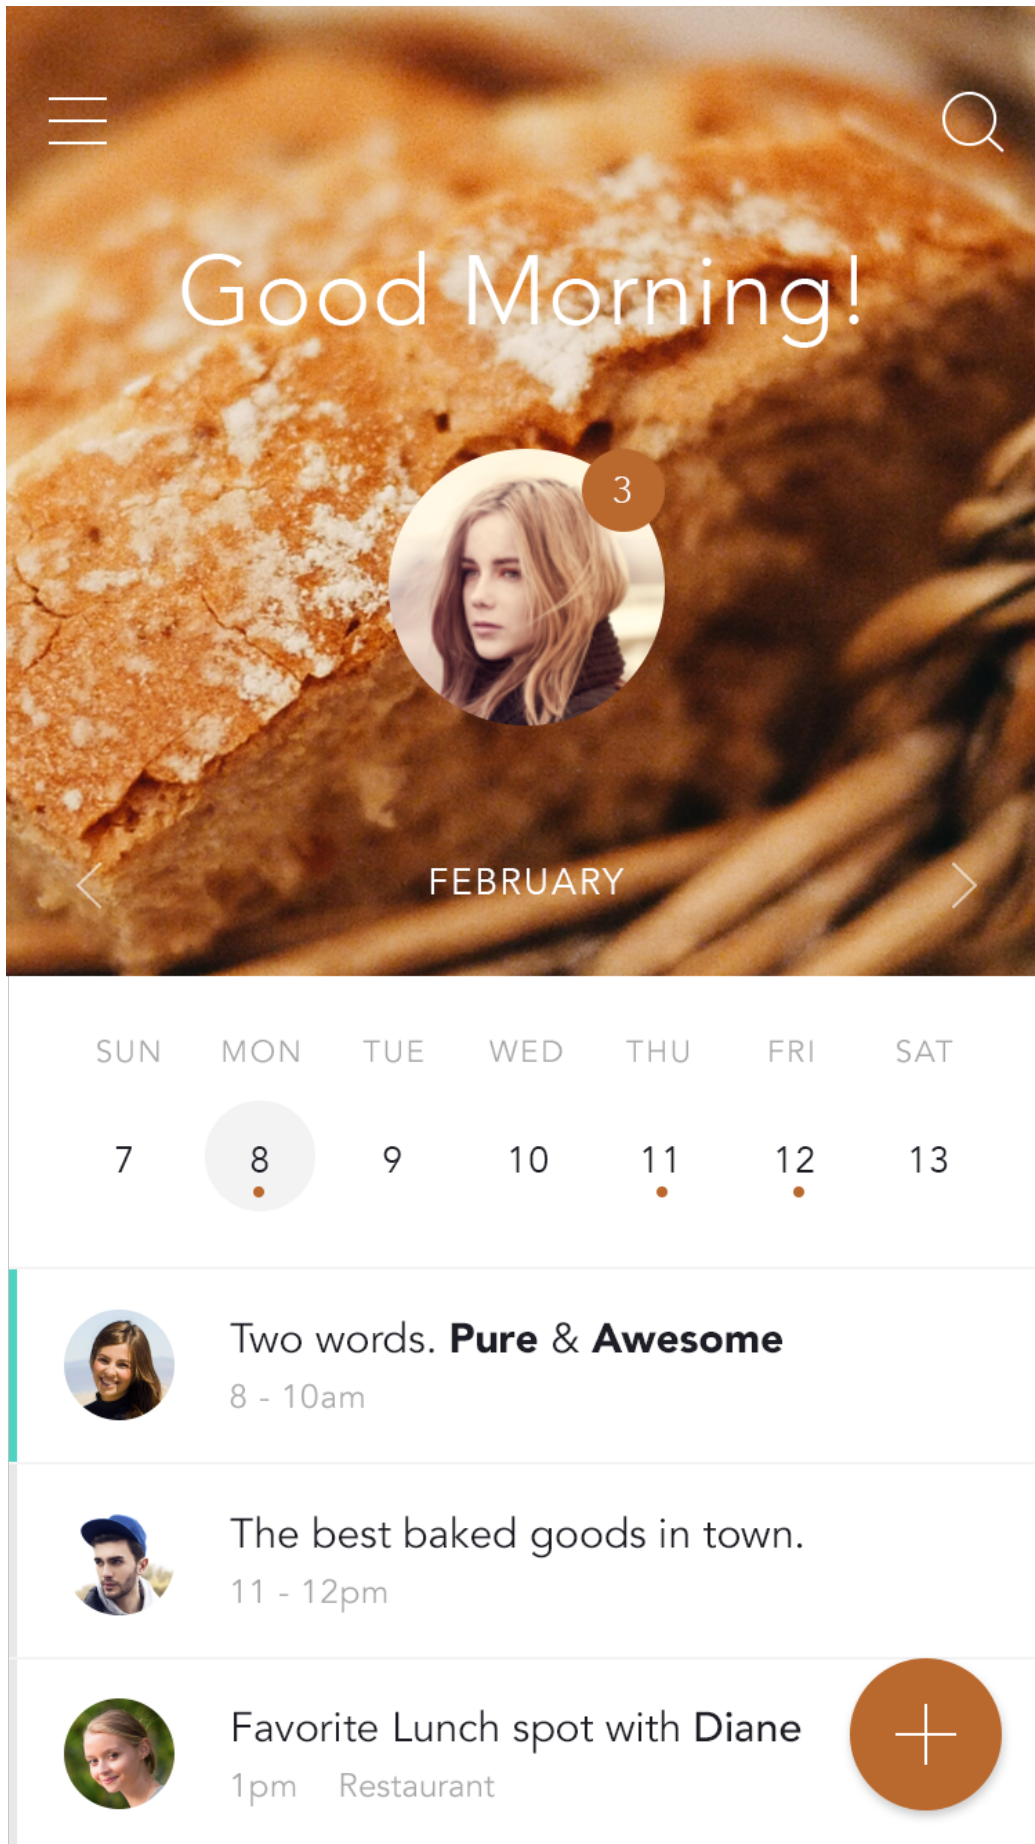 Good Morning!
3
FEBRUARY
SUN MON TUE WED THU FRI SAT
7 8 9 10 11 12 13
Two words. Pure & Awesome
8 - 10am
The best baked goods in town.
11 - 12pm
Favorite Lunch spot with Diane
1pm Restaurant